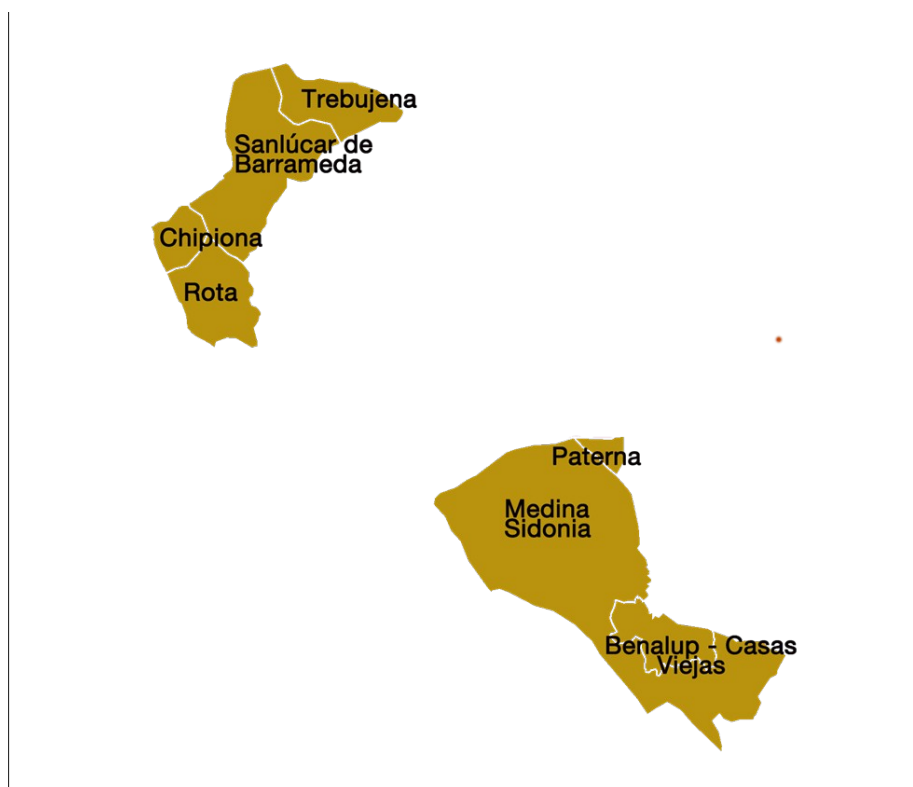 Trebujena
Sanlúcar de
Barrameda
Chipiona
Rota
Paterna
Medina
Sidonia
Benalup - Casas
Viejas